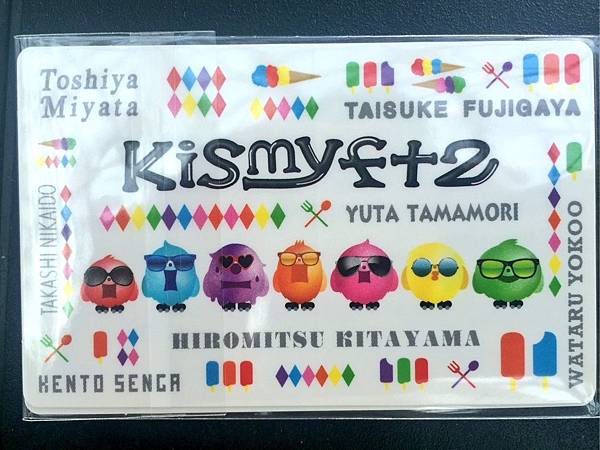 Toshiya
Miyata
TAISUKE FUJIGAYA
Kismyft2
TAKASHI NIKAIDO
YUTA TAMAMORI
WATARU YOKOO
HIROMITSU KITAYAMA
KENTO SENGA